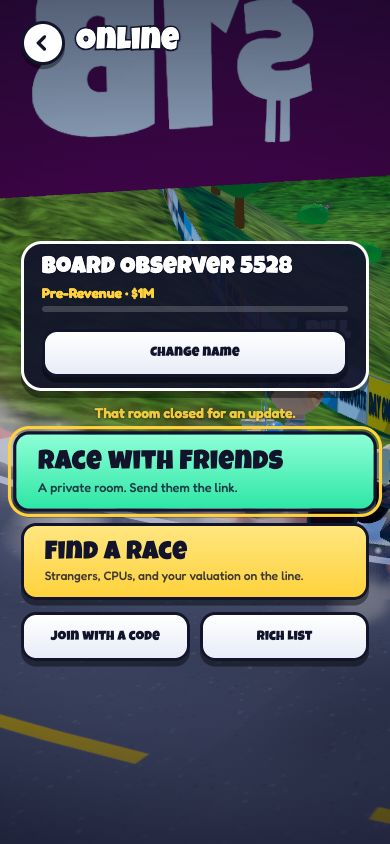 Online
Board Observer 5528
Pre-Revenue • $1M
Change name
That room closed for an update.
Race with Friends
A private room. Send them the link.
Find a Race
Strangers, CPUs, and your valuation on the line.
Join with a code
Rich list